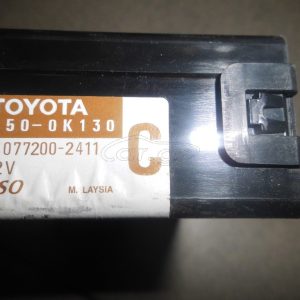 TOYOTA
50-0K130
077200-2411
C
2V
SO
M. LAYSIA